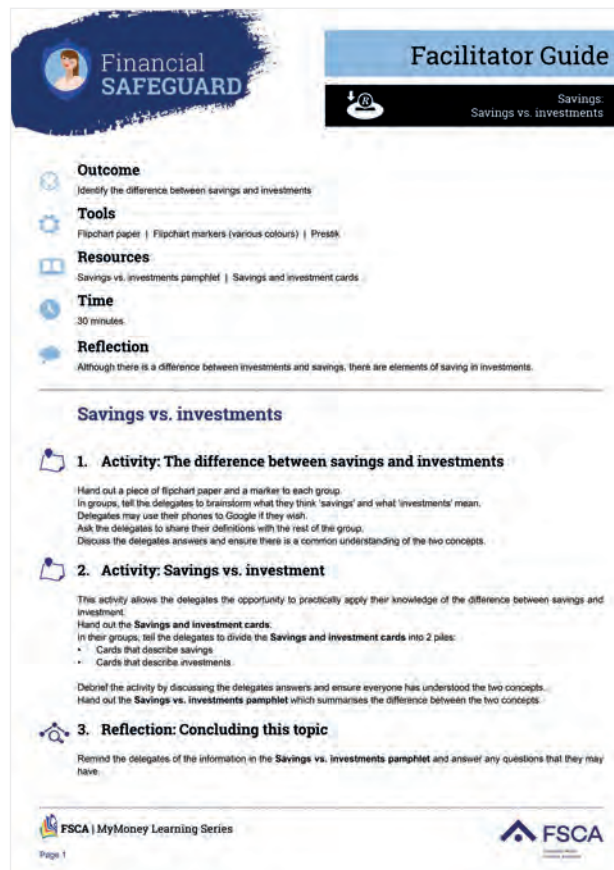 Financial
SAFEGUARD
Facilitator Guide
Savings:
Savings vs. investments
Outcome
Identify the difference between savings and investments
Tools
Flipchart paper | Flipchart markers (various colours) | Prestik
Resources
Savings vs. investments pamphlet | Savings and investment cards
Time
30 minutes
Reflection
Although there is a difference between investments and savings, there are elements of saving in investments.
Savings vs. investments
1. Activity: The difference between savings and investments
Hand out a piece of flipchart paper and a marker to each group.
In groups, tell the delegates to brainstorm what they think 'savings' and what 'investments' mean.
Delegates may use their phones to Google if they wish.
Ask the delegates to share their definitions with the rest of the group.
Discuss the delegates answers and ensure there is a common understanding of the two concepts.
2. Activity: Savings vs. investment
This activity allows the delegates the opportunity to practically apply their knowledge of the difference between savings and
investment.
Hand out the Savings and investment cards.
In their groups, tell the delegates to divide the Savings and investment cards into 2 piles:
• Cards that describe savings
• Cards that describe investments
Debrief the activity by discussing the delegates answers and ensure everyone has understood the two concepts.
Hand out the Savings vs. investments pamphlet which summarises the difference between the two concepts.
3. Reflection: Concluding this topic
Remind the delegates of the information in the Savings vs. investments pamphlet and answer any questions that they may
have.
FSCA | MyMoney Learning Series
FSCA
Page 1